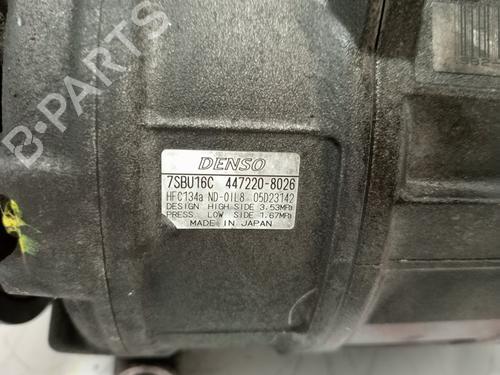 B-PARTS
DENSO
7SBU16C 447220-8026
HFC134a ND-OIL8 05D23142
DESIGN HIGH SIDE 3.53MPa
PRESS. LOW SIDE 1.67MPa
MADE IN JAPAN